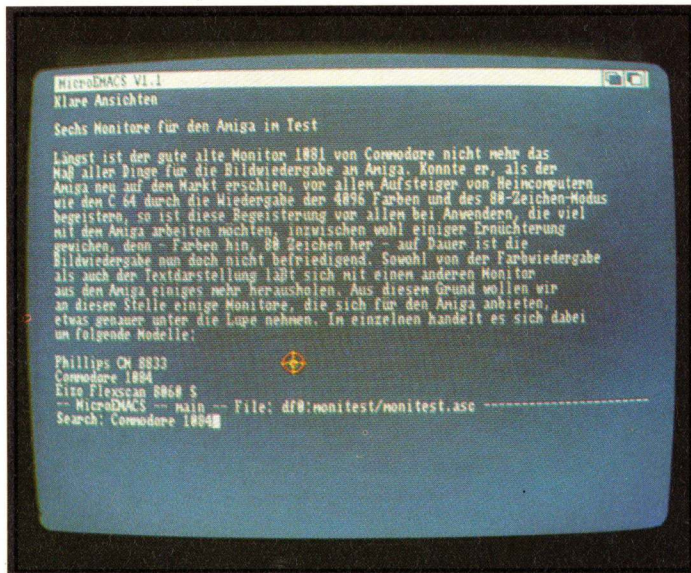 MicroEMACS V1.1
Klare Ansichten
Sechs Monitore für den Amiga im Test
Längst ist der gute alte Monitor 1081 von Commodore nicht mehr das
Maß aller Dinge für die Bildwiedergabe am Amiga. Konnte er, als der
Amiga neu auf dem Markt erschien, vor allem Aufsteiger von Heimcomputern
wie dem C 64 durch die Wiedergabe der 4096 Farben und des 80-Zeichen-Modus
begeistern, so ist diese Begeisterung vor allem bei Anwendern, die viel
mit dem Amiga arbeiten möchten, inzwischen wohl einiger Ernüchterung
gewichen, denn - Farben hin, 80 Zeichen her - auf Dauer ist die
Bildwiedergabe nun doch nicht befriedigend. Sowohl von der Farbwiedergabe
als auch der Textdarstellung läßt sich mit einem anderen Monitor
aus dem Amiga einiges mehr herausholen. Aus diesem Grund wollen wir
an dieser Stelle einige Monitore, die sich für den Amiga anbieten,
etwas genauer unter die Lupe nehmen. Im einzelnen handelt es sich dabei
um folgende Modelle:
Phillips CM 8833
Commodore 1084
Eizo Flexscan 8060 S
-- MicroEMACS -- main -- File: df0:monitest/monitest.asc --------------------
Search: Commodore 1084